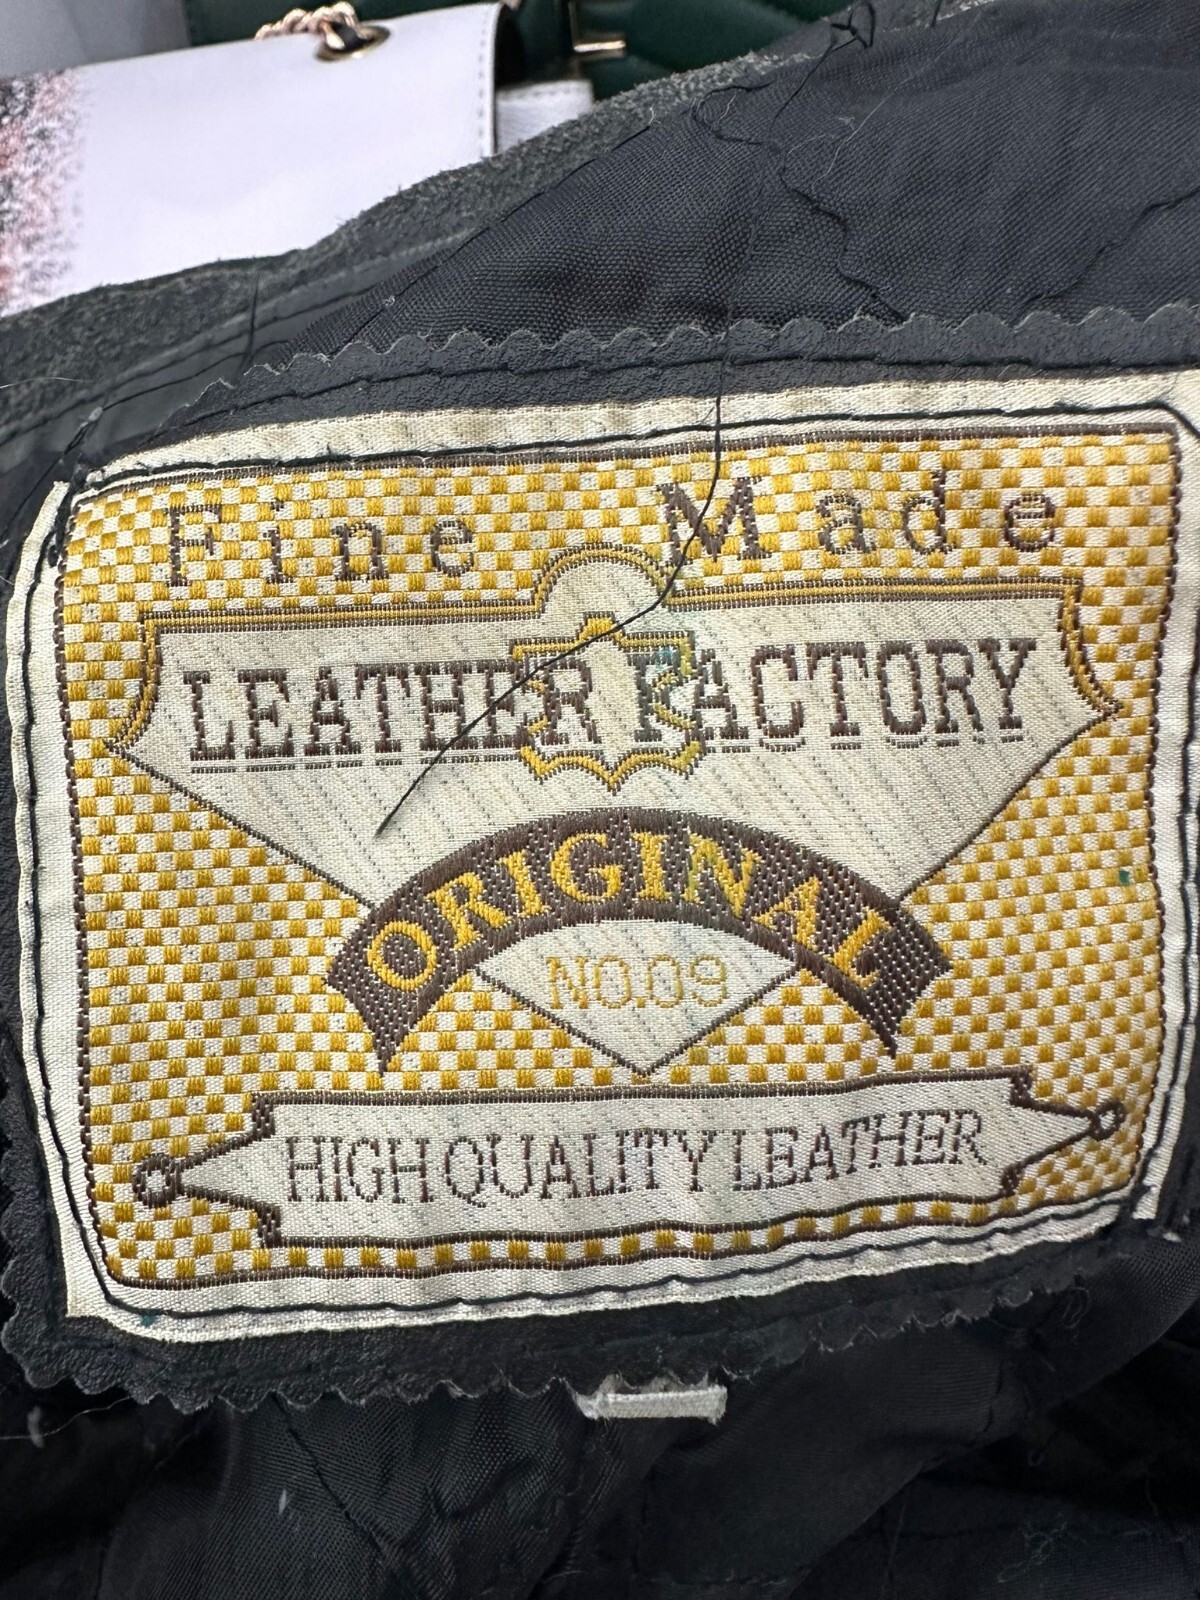 Fine Made
LEATHER FACTORY
ORIGINAL
NO.09
HIGH QUALITY LEATHER